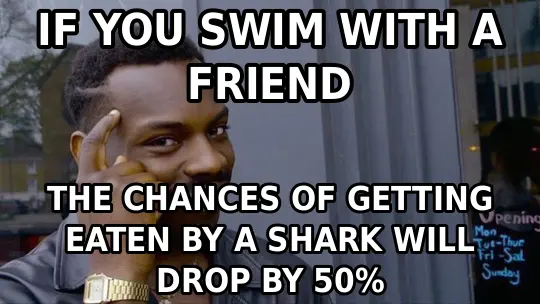 IF YOU SWIM WITH A
FRIEND
THE CHANCES OF GETTING
EATEN BY A SHARK WILL
DROP BY 50%
Opening
Mon
Tue-Thur
Fri-Sat
Sunday